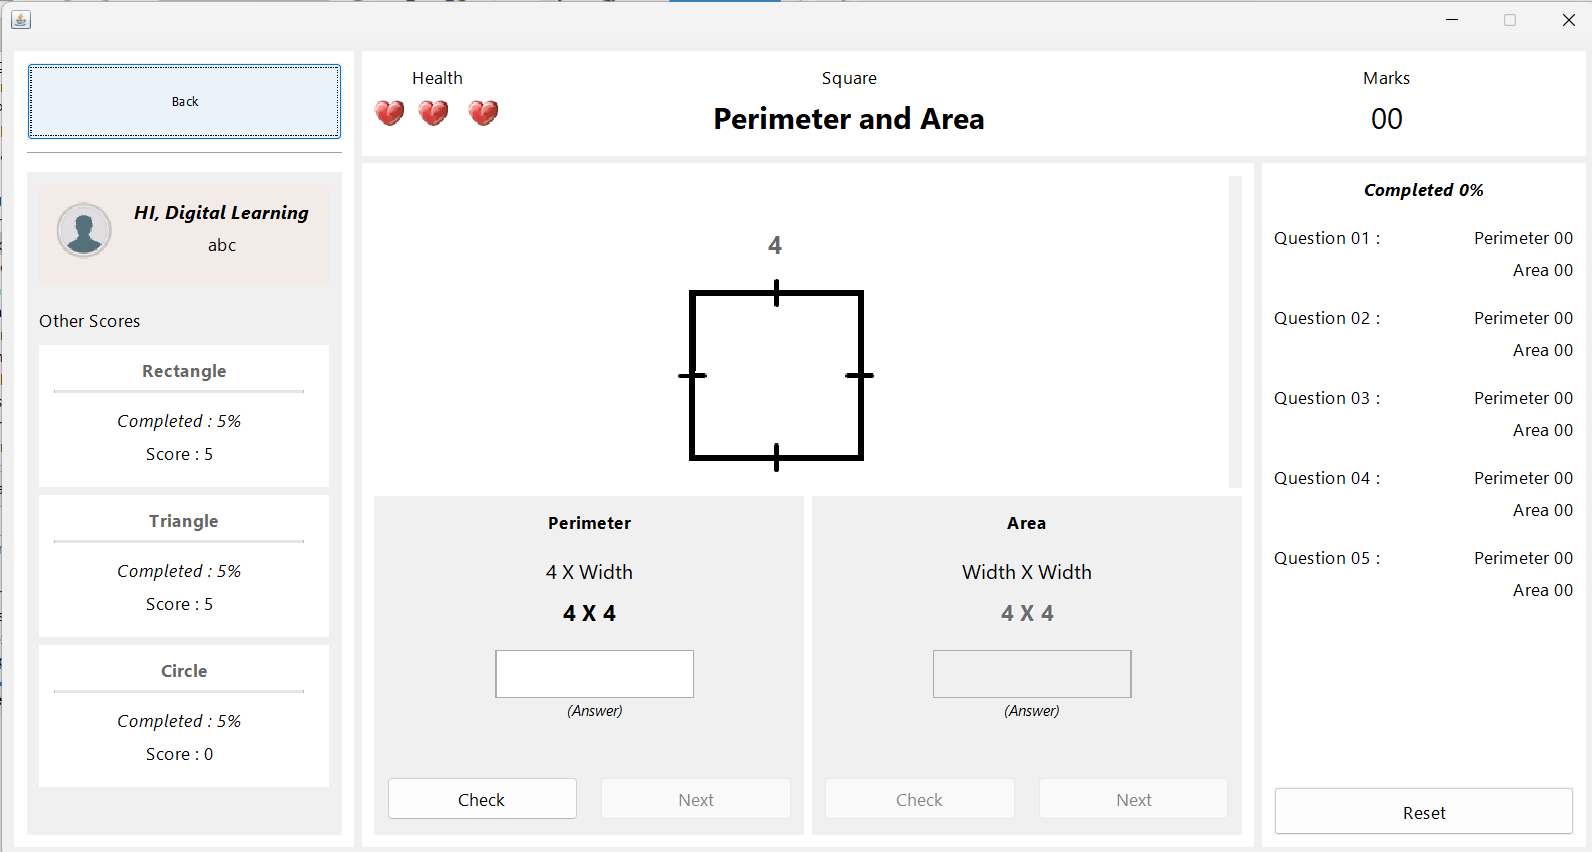 Back
HI, Digital Learning
abc
Other Scores
Rectangle
Completed : 5%
Score : 5
Triangle
Completed : 5%
Score : 5
Circle
Completed : 5%
Score : 0
Health
Square
Perimeter and Area
Marks
00
4
Perimeter
4 X Width
4 X 4
(Answer)
Check
Next
Area
Width X Width
4 X 4
(Answer)
Check
Next
Completed 0%
Question 01 : Perimeter 00
Area 00
Question 02 : Perimeter 00
Area 00
Question 03 : Perimeter 00
Area 00
Question 04 : Perimeter 00
Area 00
Question 05 : Perimeter 00
Area 00
Reset